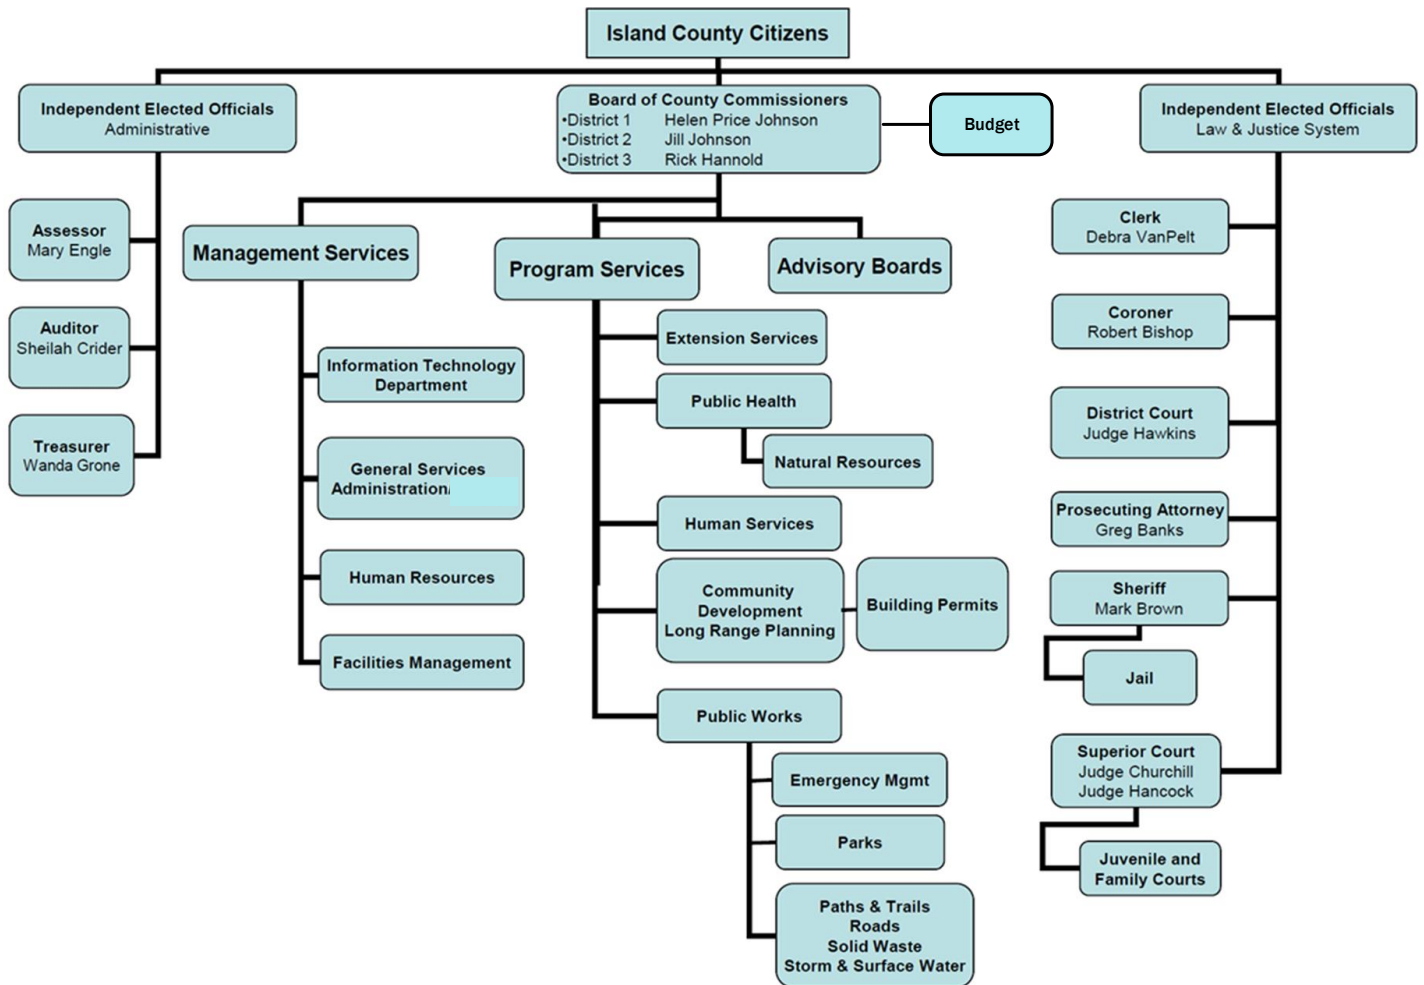 Island County Citizens
Independent Elected Officials
Administrative
Board of County Commissioners
•District 1 Helen Price Johnson
•District 2 Jill Johnson
•District 3 Rick Hannold
Budget
Independent Elected Officials
Law & Justice System
Assessor
Mary Engle
Auditor
Sheilah Crider
Treasurer
Wanda Grone
Management Services
Information Technology
Department
General Services
Administration/
Human Resources
Facilities Management
Program Services
Extension Services
Public Health
Natural Resources
Human Services
Community
Development
Long Range Planning
Building Permits
Public Works
Emergency Mgmt
Parks
Paths & Trails
Roads
Solid Waste
Storm & Surface Water
Advisory Boards
Clerk
Debra VanPelt
Coroner
Robert Bishop
District Court
Judge Hawkins
Prosecuting Attorney
Greg Banks
Sheriff
Mark Brown
Jail
Superior Court
Judge Churchill
Judge Hancock
Juvenile and
Family Courts